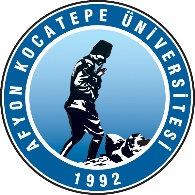 AFYON KOCATEPE ÜNİVERSİTESİ
1992